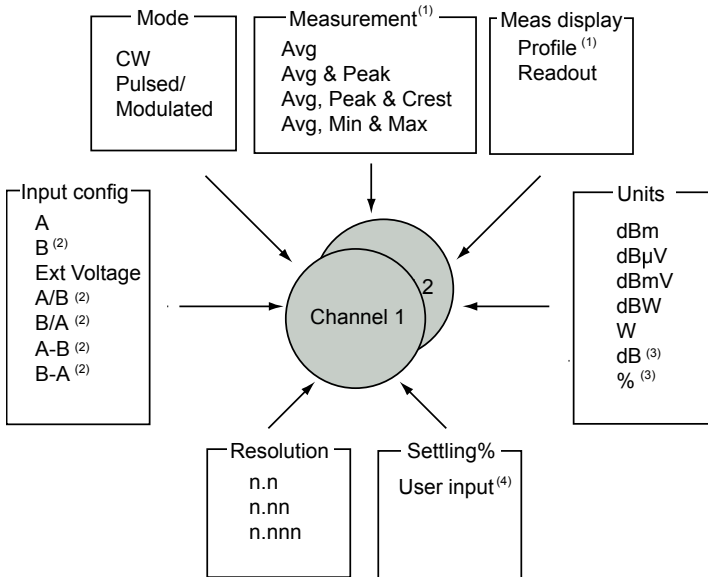 Mode
CW
Pulsed/
Modulated
Measurement(1)
Avg
Avg & Peak
Avg, Peak & Crest
Avg, Min & Max
Meas display
Profile (1)
Readout
Input config
A
B (2)
Ext Voltage
A/B (2)
B/A (2)
A-B (2)
B-A (2)
Channel 1
2
Units
dBm
dBµV
dBmV
dBW
W
dB (3)
% (3)
Resolution
n.n
n.nn
n.nnn
Settling%
User input(4)